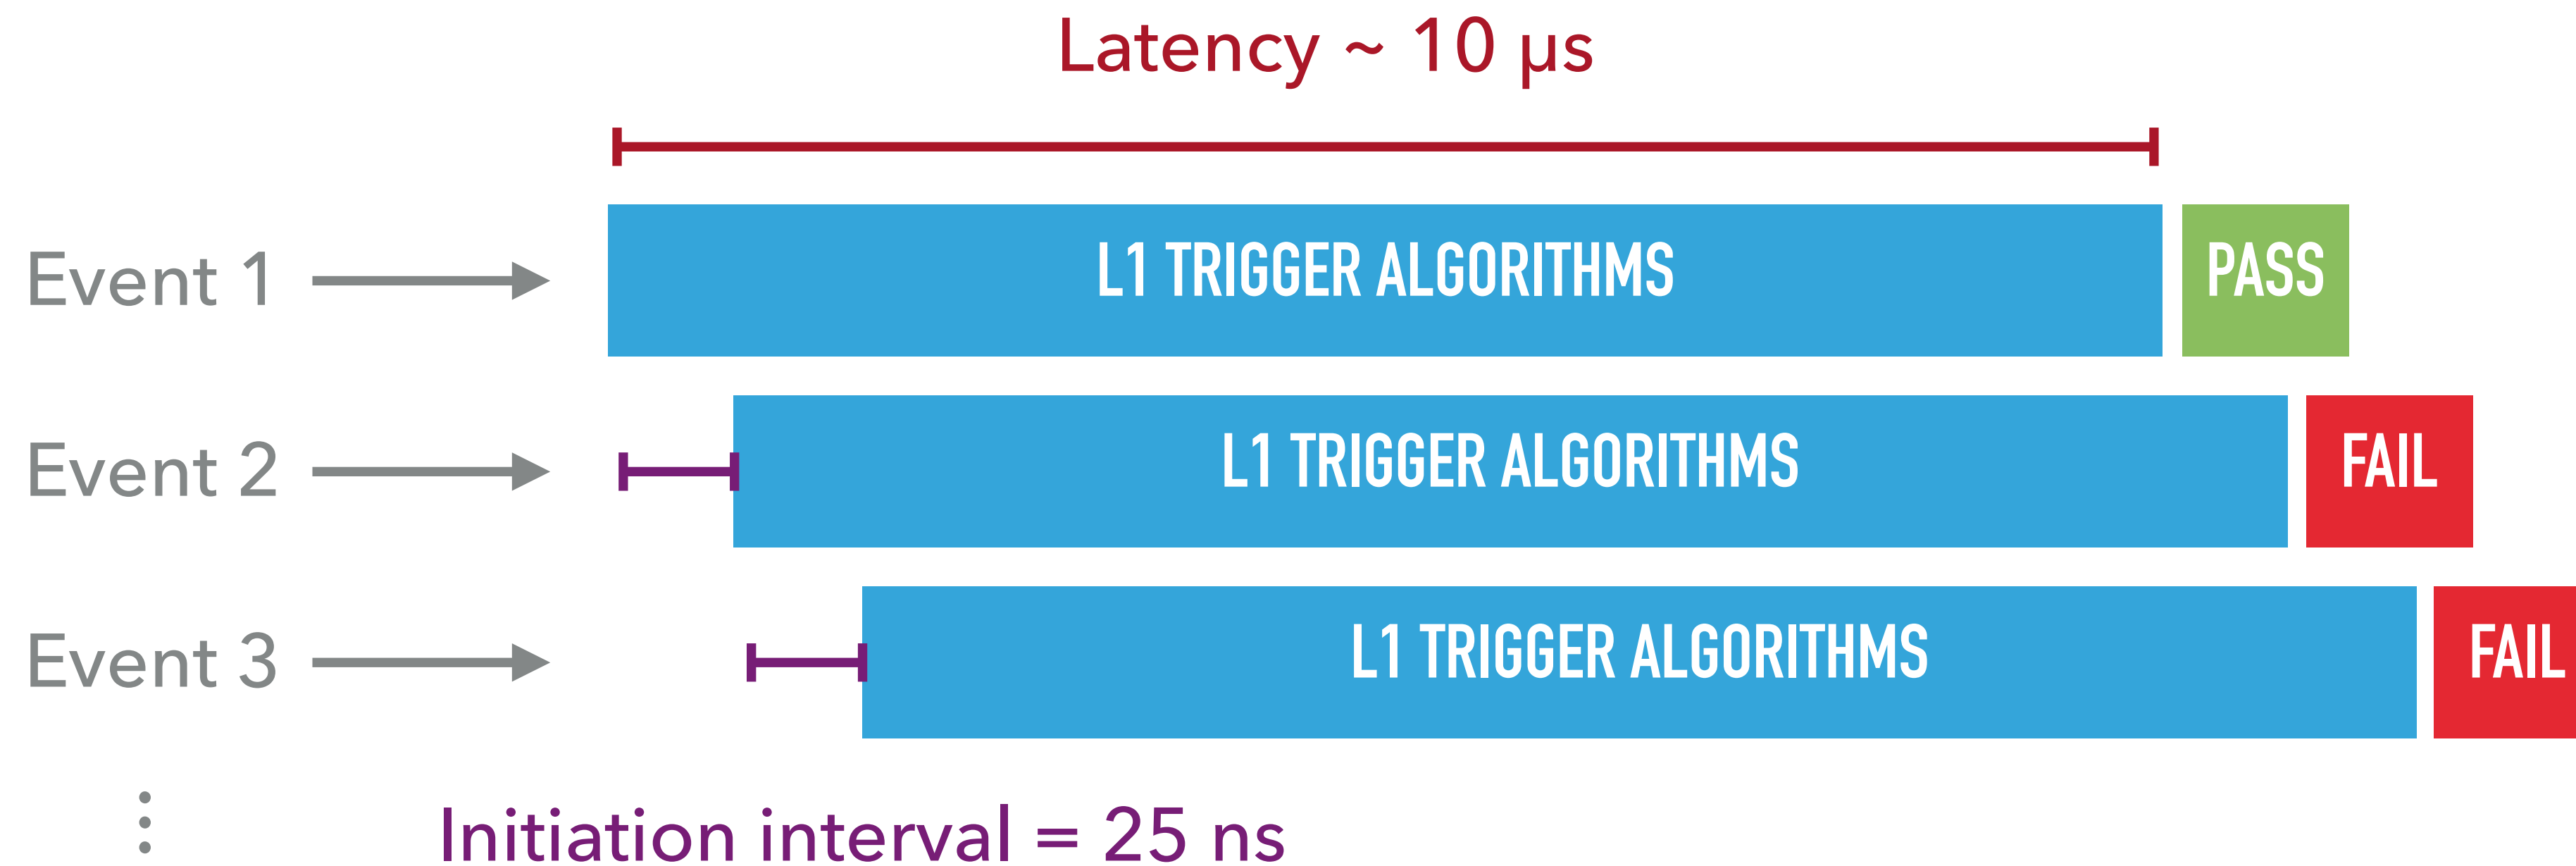 Latency ~ 10 μs
Event 1 L1 TRIGGER ALGORITHMS PASS
Event 2 L1 TRIGGER ALGORITHMS FAIL
Event 3 L1 TRIGGER ALGORITHMS FAIL
Initiation interval = 25 ns